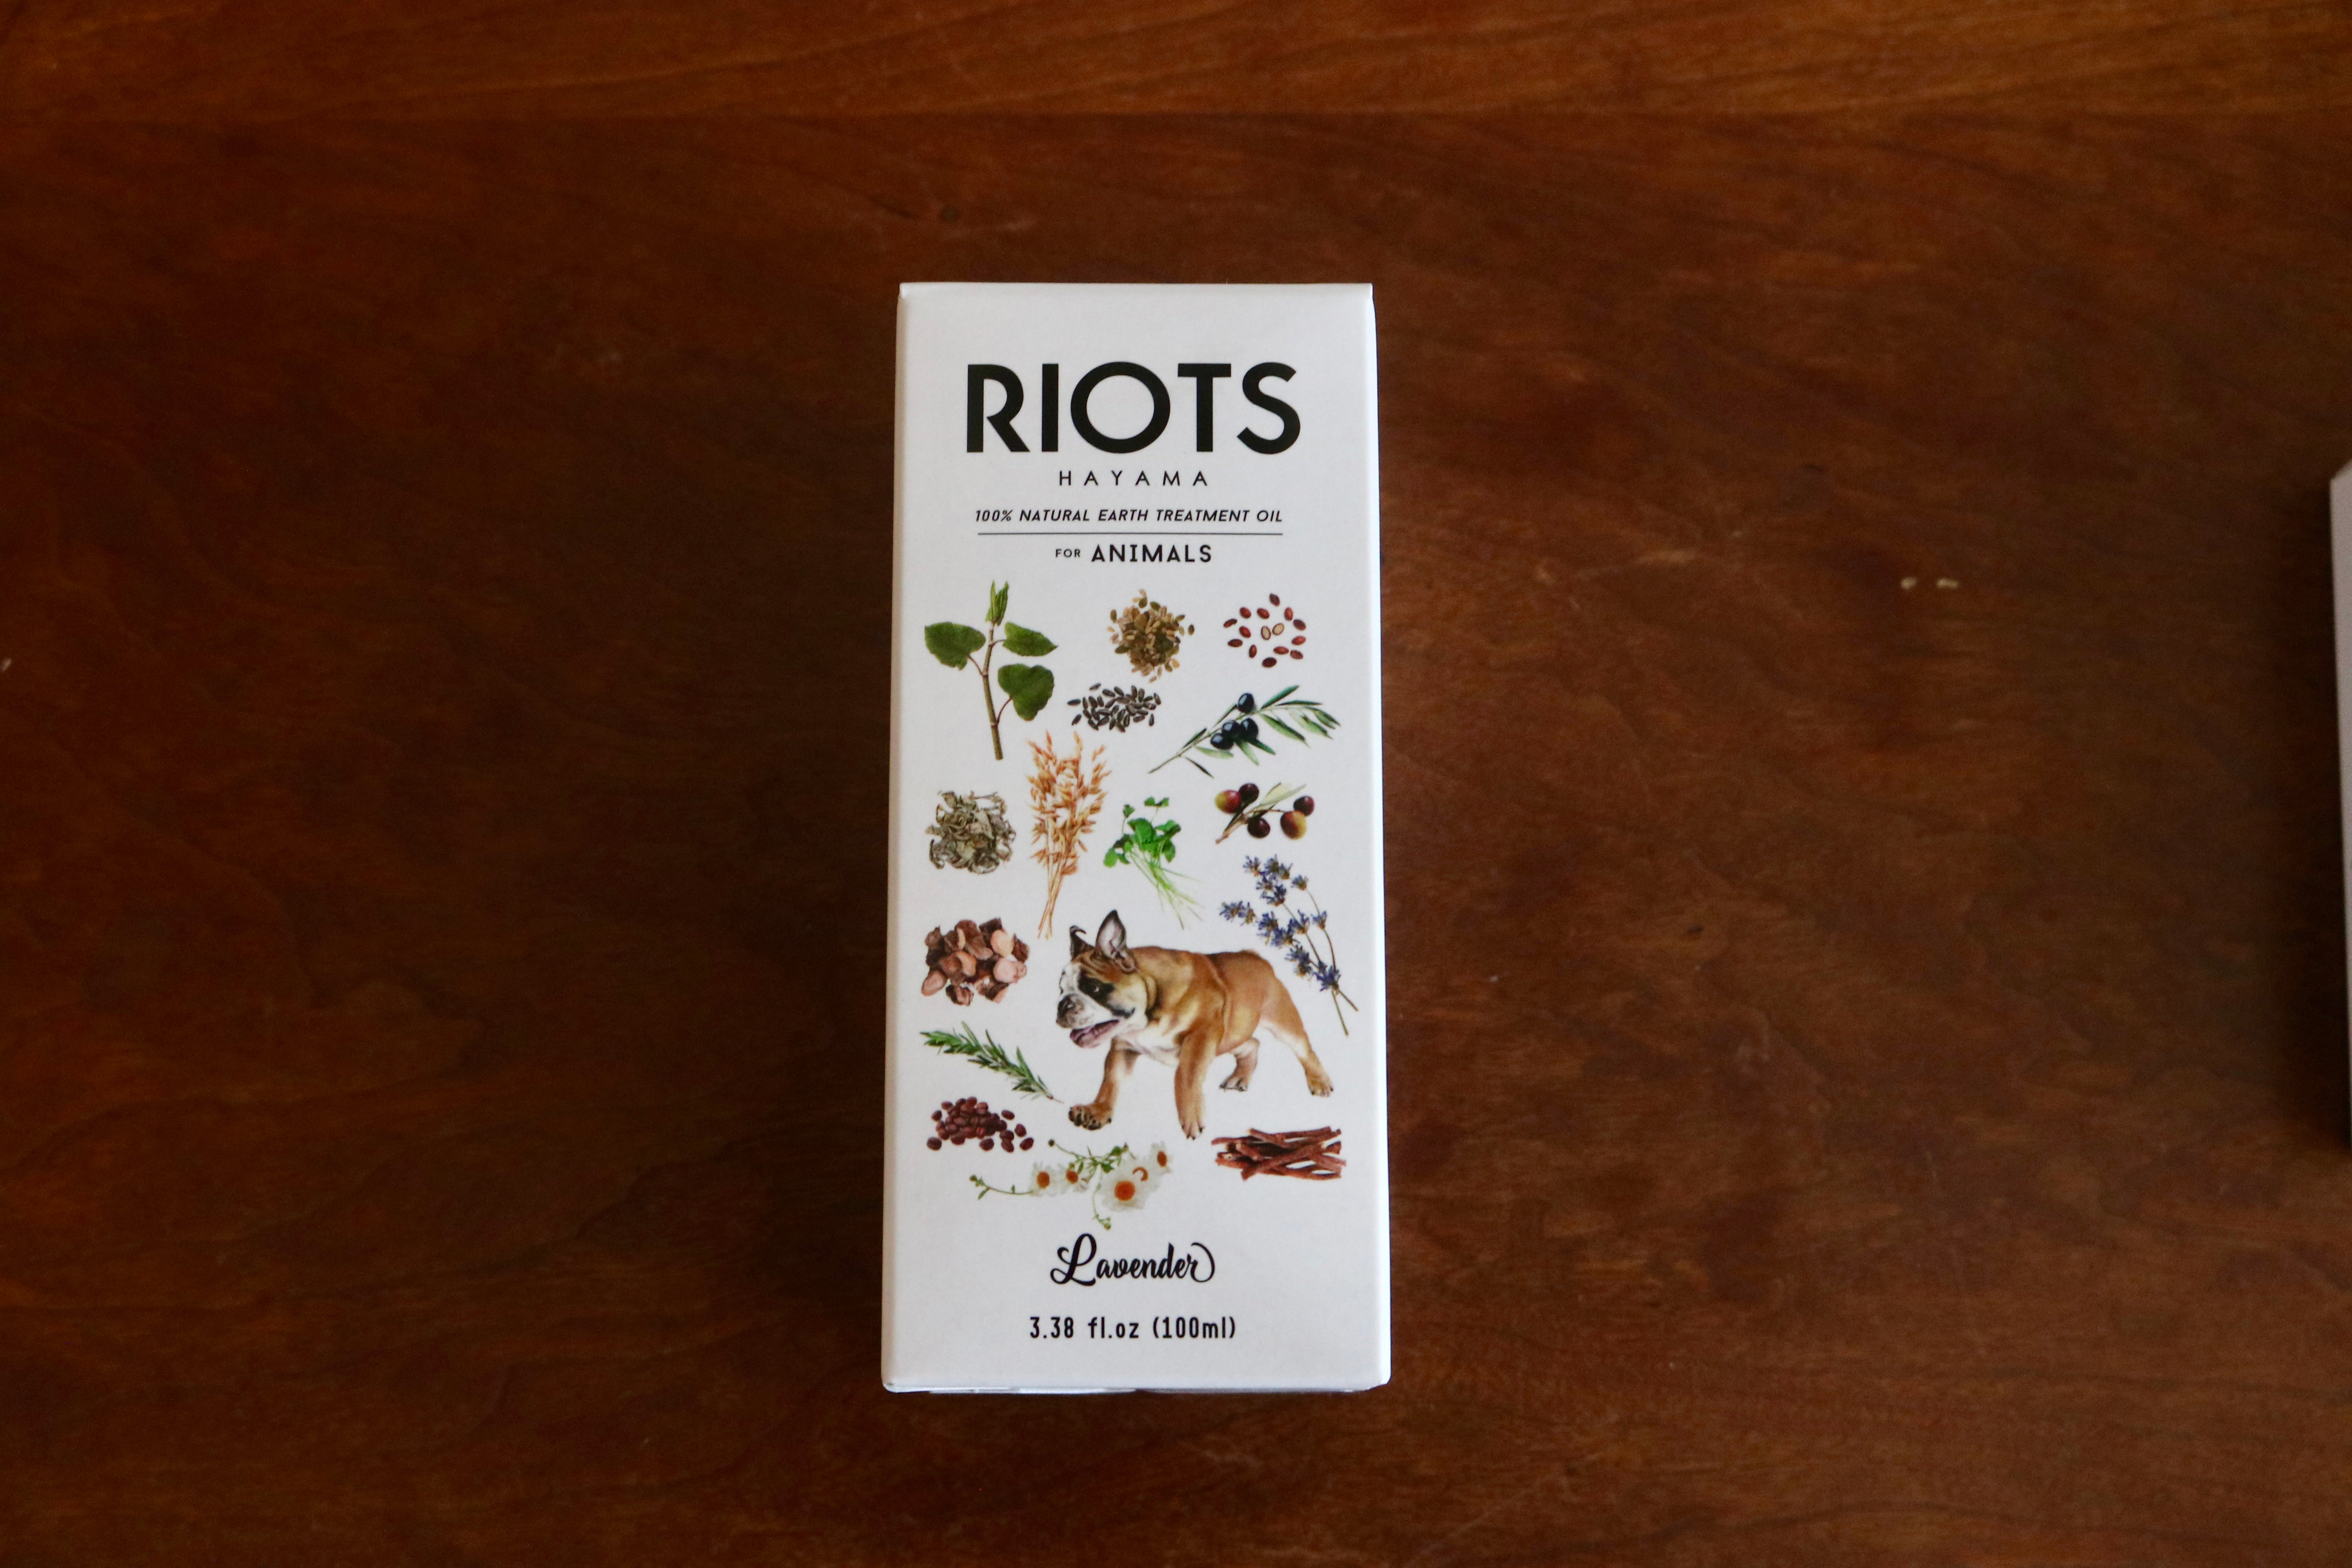 RIOTS
HAYAMA
100% NATURAL EARTH TREATMENT OIL
FOR ANIMALS
Lavender
3.38 fl.oz (100ml)